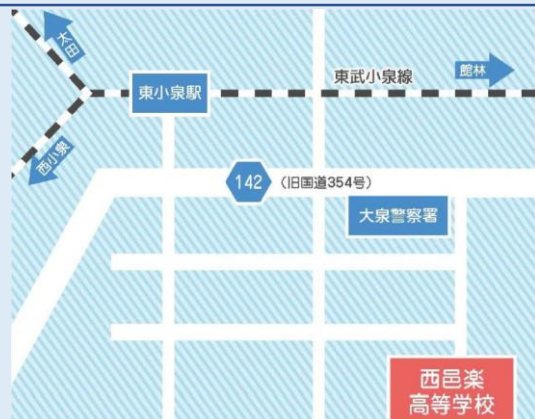 太田
東武小泉線
館林
東小泉駅
西小泉
142
(旧国道354号)
大泉警察署
西邑楽
高等学校